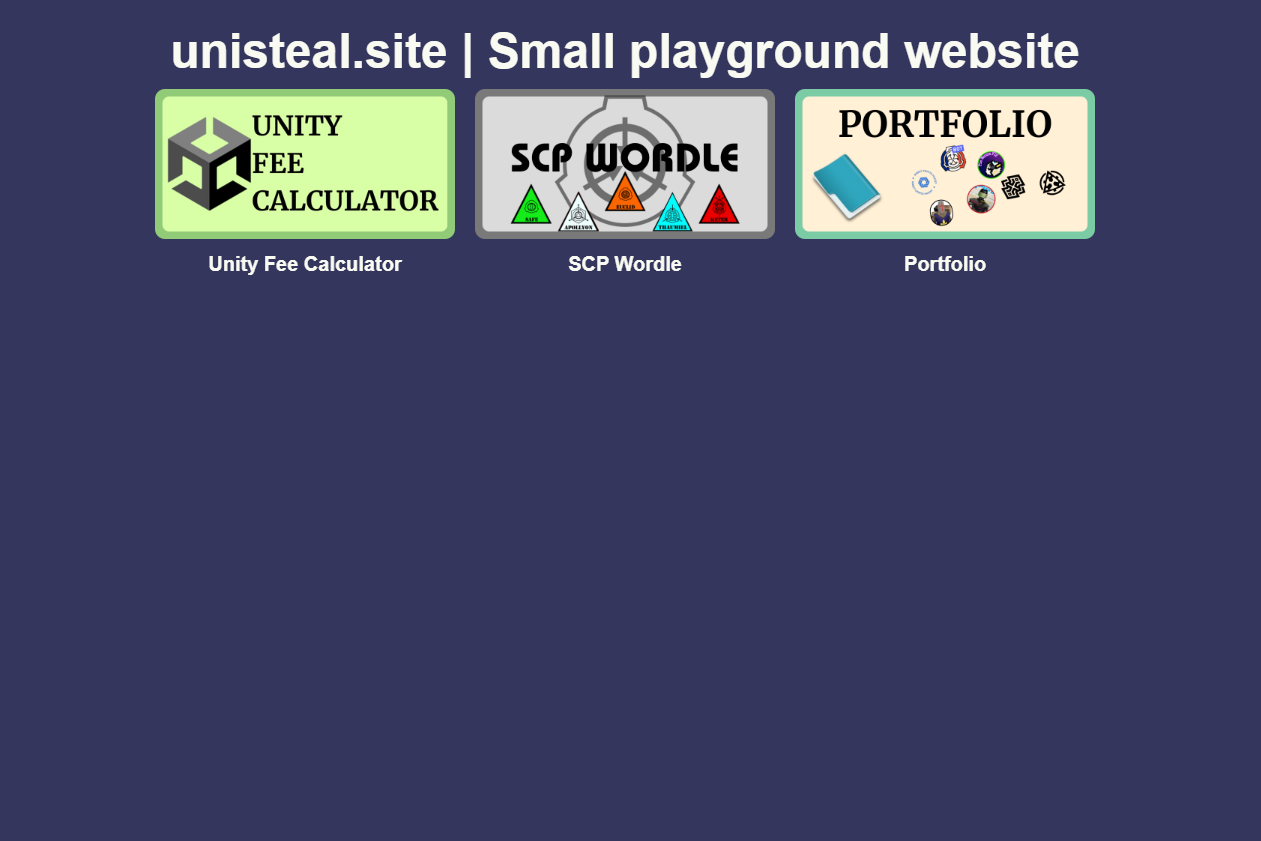 unisteal.site | Small playground website
UNITY
FEE
CALCULATOR
SCP WORDLE
SAFE
APOLLYON
EUCLID
THAUMIEL
KETER
PORTFOLIO
Unity Fee Calculator
SCP Wordle
Portfolio